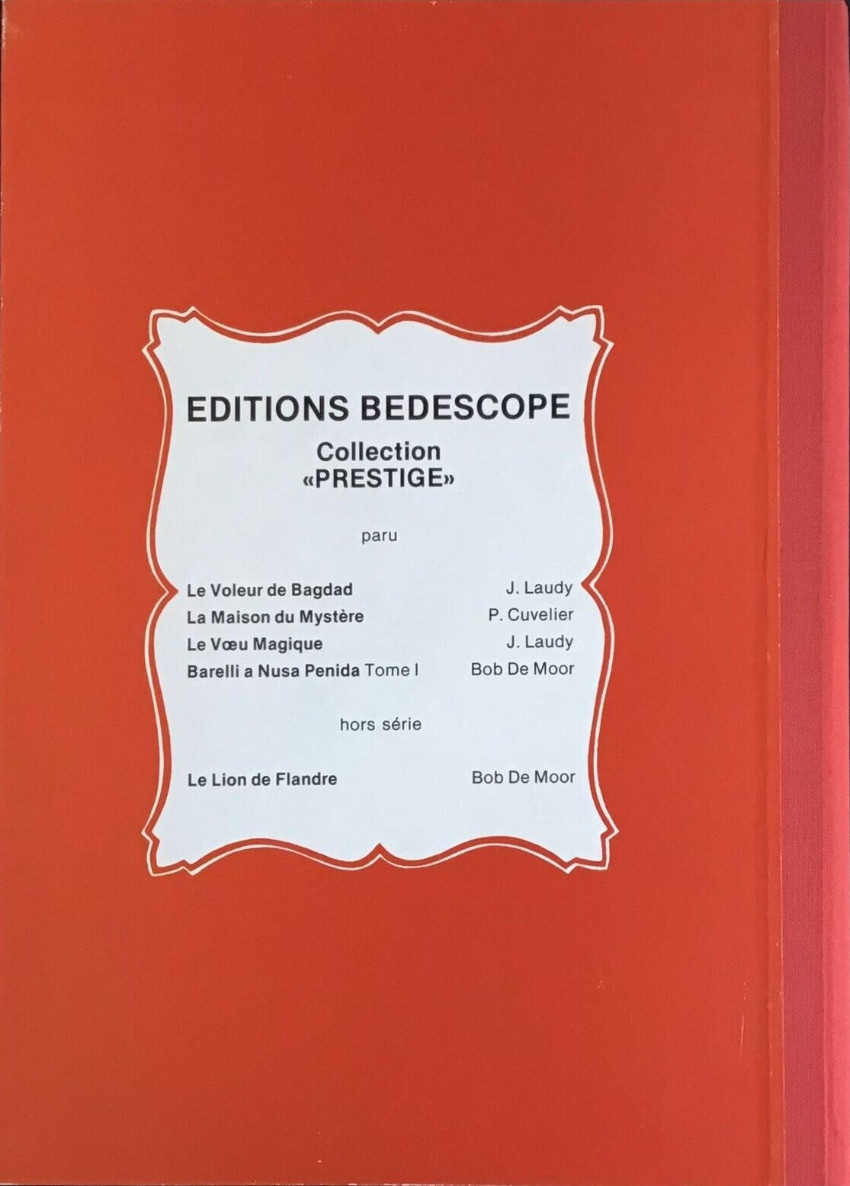 EDITIONS BEDESCOPE
Collection
«PRESTIGE»
paru
Le Voleur de Bagdad J. Laudy
La Maison du Mystère P. Cuvelier
Le Vœu Magique J. Laudy
Barelli a Nusa Penida Tome I Bob De Moor
hors série
Le Lion de Flandre Bob De Moor